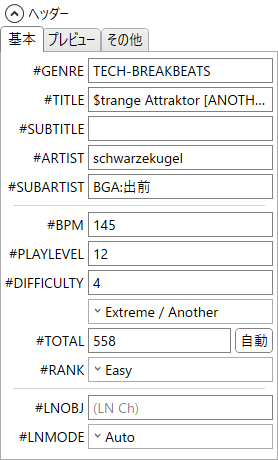 ヘッダー
基本 プレビュー その他
#GENRE TECH-BREAKBEATS
#TITLE $trange Attraktor [ANOTH...
#SUBTITLE
#ARTIST schwarzekugel
#SUBARTIST BGA:出前
#BPM 145
#PLAYLEVEL 12
#DIFFICULTY 4
Extreme / Another
#TOTAL 558 自動
#RANK Easy
#LNOBJ (LN Ch)
#LNMODE Auto